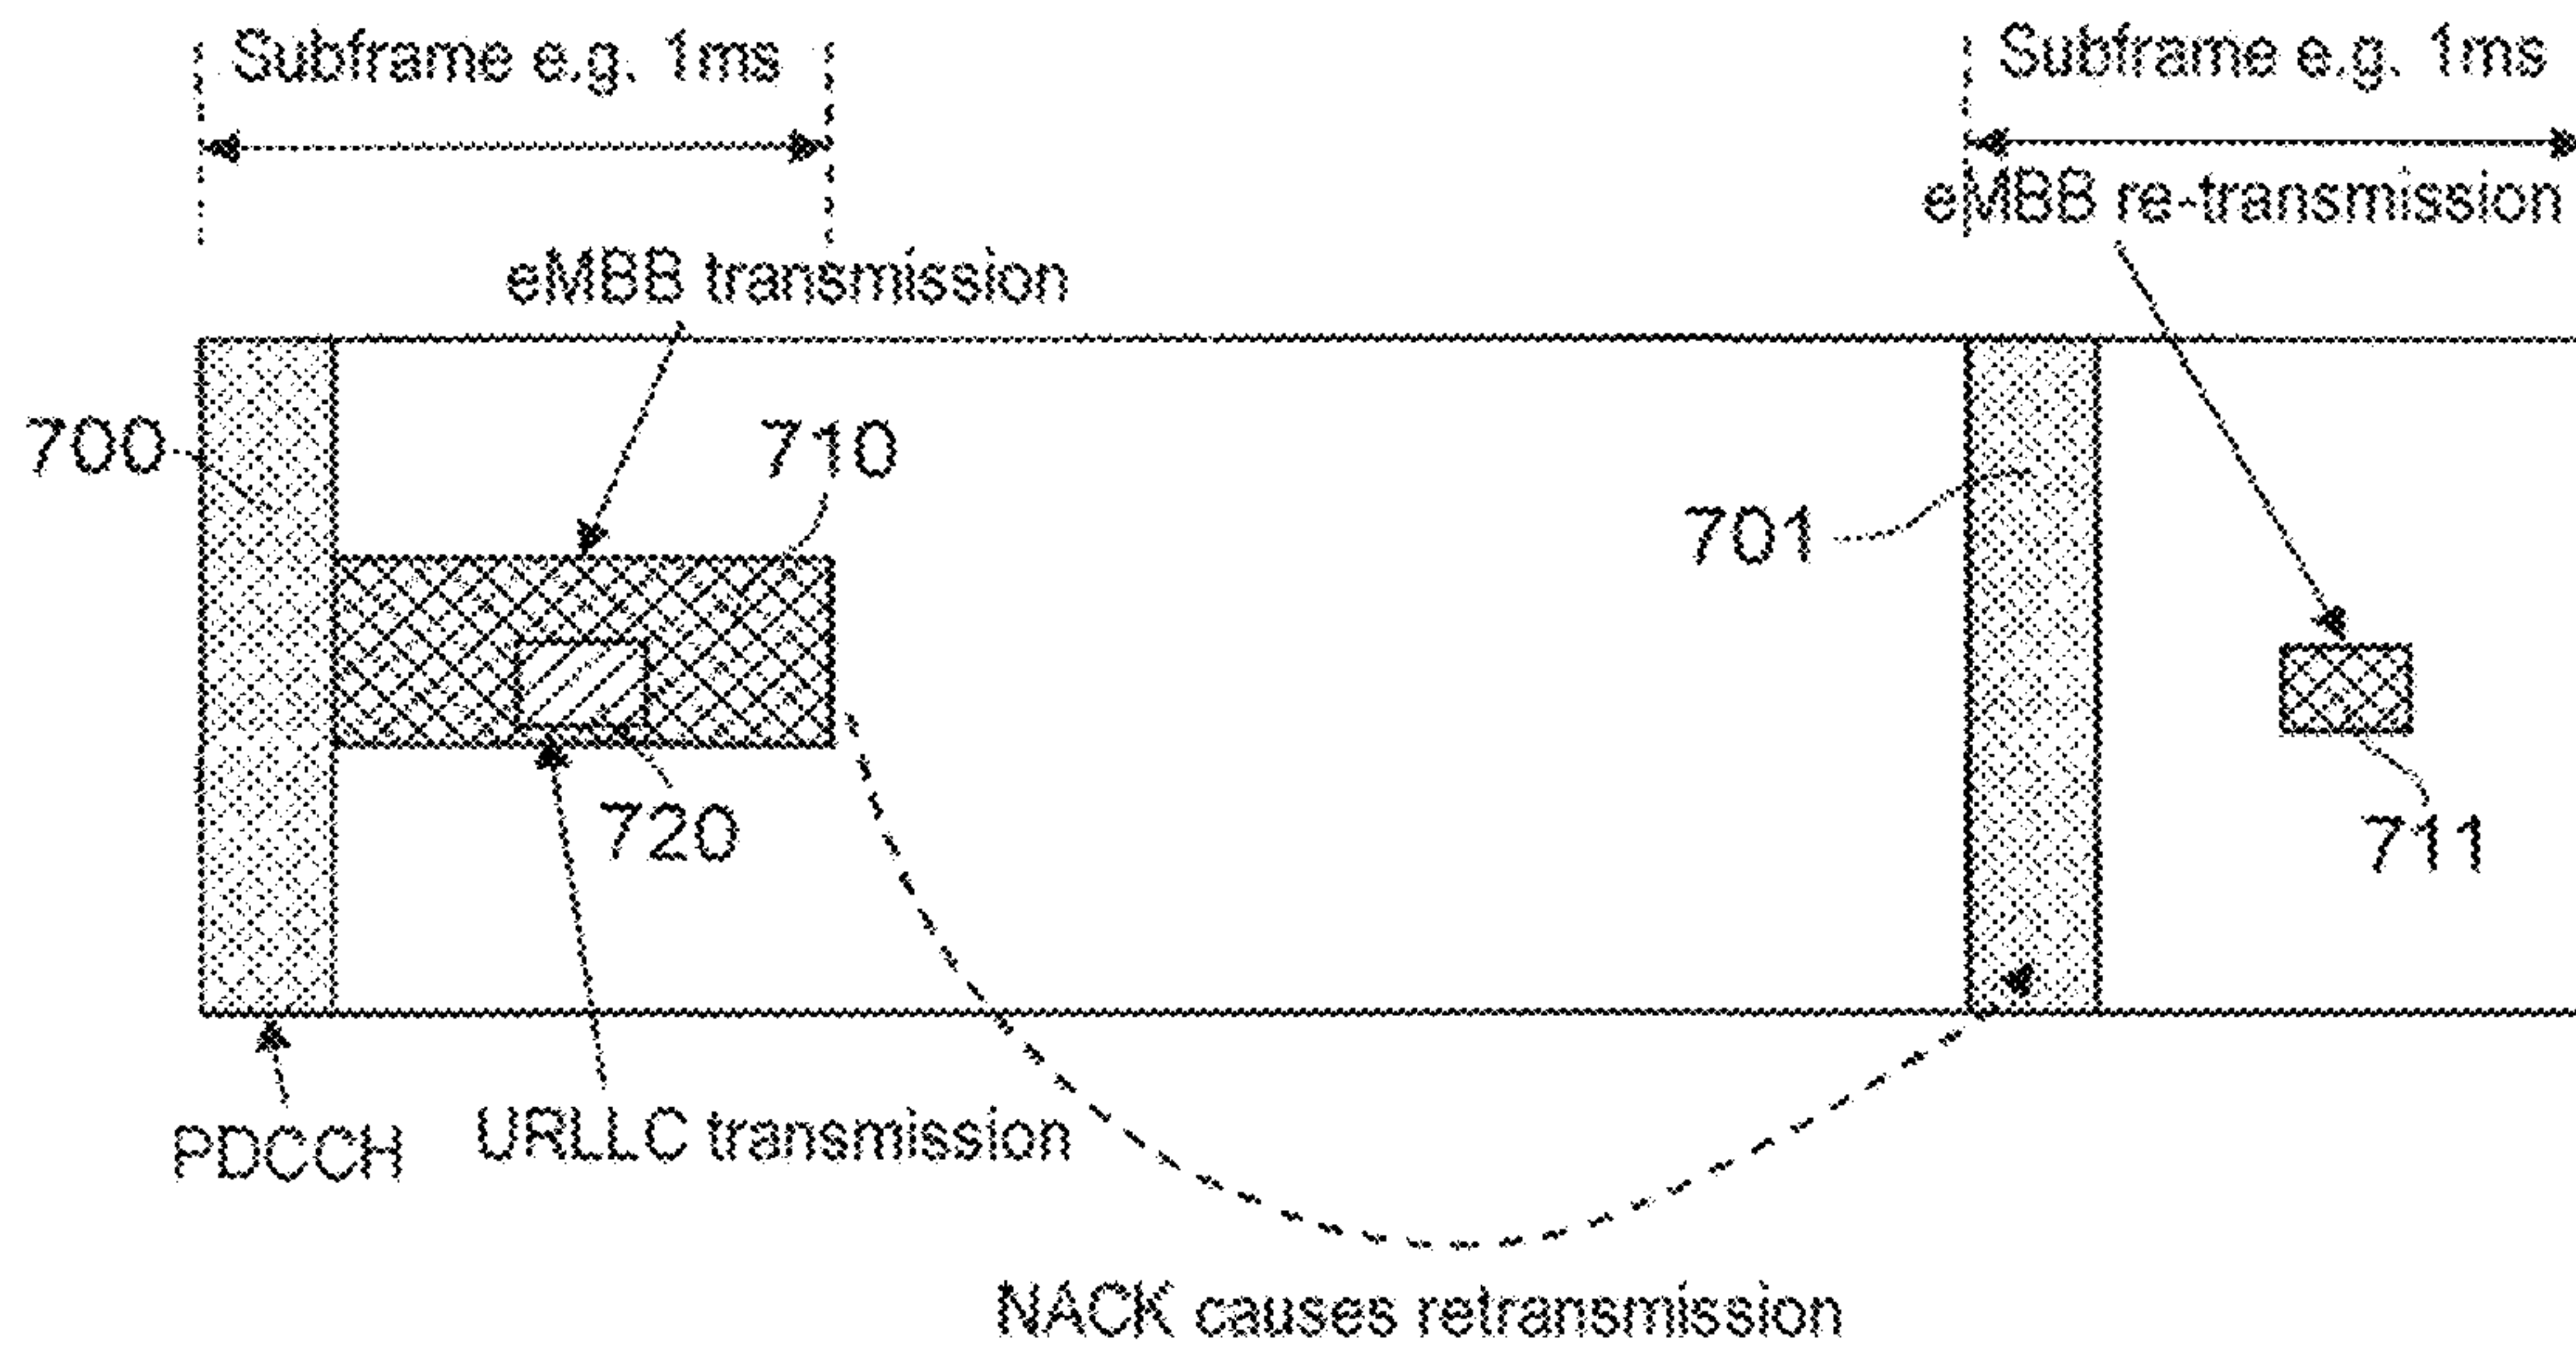 Subframe e.g. 1ms
Subframe e.g. 1ms
eMBB re-transmission
eMBB transmission
700
710
701
720
711
PDCCH
URLLC transmission
NACK causes retransmission